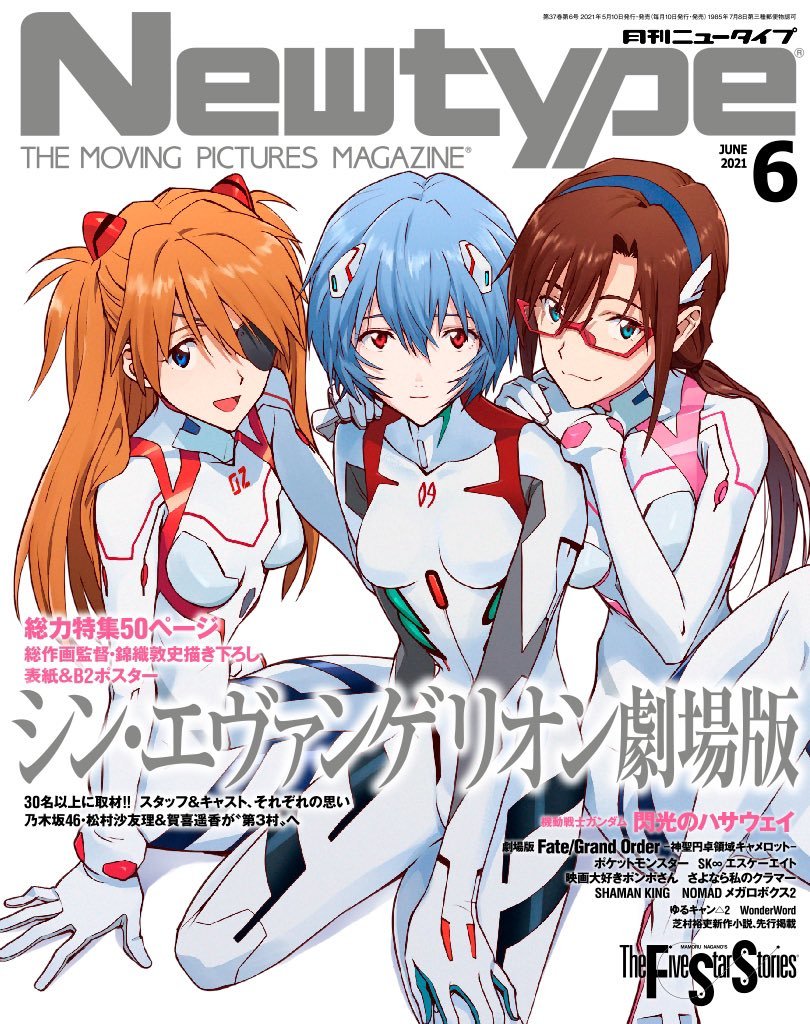 第37巻第6号 2021年5月10日発行・発売(毎月10日発行・発売) 1985年7月8日第三種郵便物認可
月刊ニュータイプ
Newtype®
THE MOVING PICTURES MAGAZINE®
JUNE
2021
6
02
09
総力特集50ページ
総作画監督・錦織敦史描き下ろし
表紙&B2ポスター
シン・エヴァンゲリオン劇場版
30名以上に取材!! スタッフ&キャスト、それぞれの思い
乃木坂46・松村沙友理&賀喜遥香が〝第3村〟へ
機動戦士ガンダム 閃光のハサウェイ
劇場版 Fate/Grand Order -神聖円卓領域キャメロット-
ポケットモンスター SK∞ エスケーエイト
映画大好きポンポさん さよなら私のクラマー
SHAMAN KING NOMAD メガロボクス2
ゆるキャン△2 WonderWord
芝村裕吏新作小説、先行掲載
MAMORU NAGANO'S
The Five Star Stories®